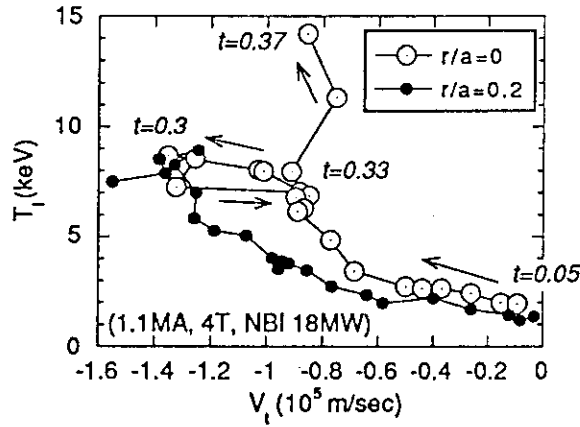 T_I (keV)
20
15
10
5
0
t=0.37
r/a=0
r/a=0.2
t=0.3
t=0.33
t=0.05
(1.1MA, 4T, NBI 18MW)
-1.6 -1.4 -1.2 -1 -0.8 -0.6 -0.4 -0.2 0
V_t (10^5 m/sec)